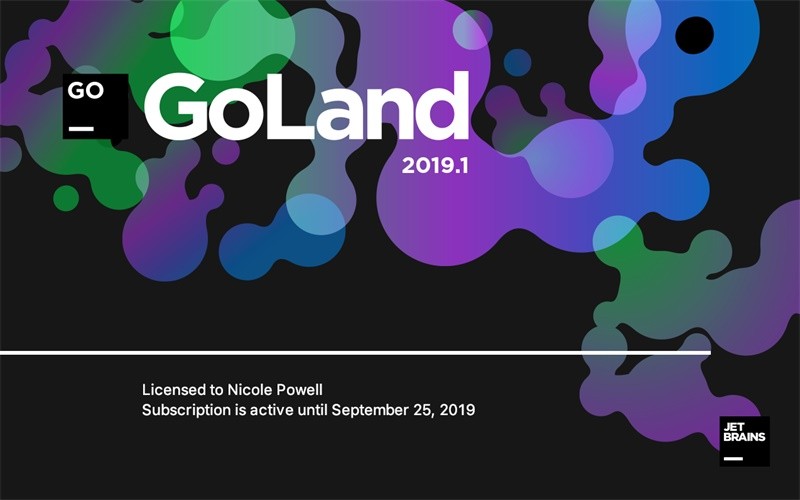 GO
GoLand
2019.1
Licensed to Nicole Powell
Subscription is active until September 25, 2019
JET
BRAINS